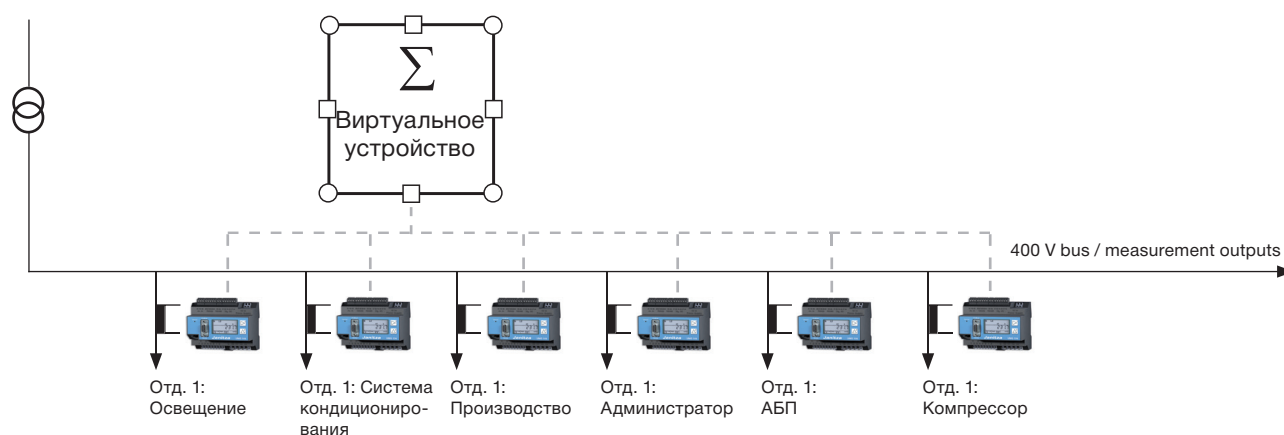 Σ
Виртуальное
устройство
400 V bus / measurement outputs
Отд. 1:
Освещение
Отд. 1: Система
кондициониро-
вания
Отд. 1:
Производство
Отд. 1:
Администратор
Отд. 1:
АБП
Отд. 1:
Компрессор